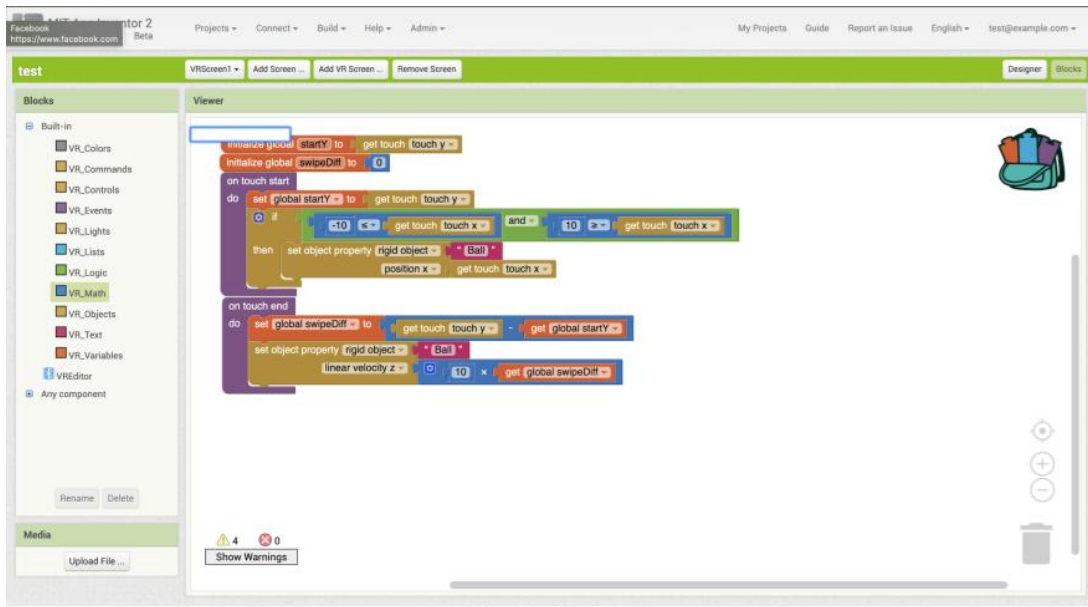 Facebook
https://www.facebook.com
ntor 2
Beta
Projects Connect Build Help Admin
My Projects Guide Report an Issue English test@example.com
test
VRScreen1 Add Screen ... Add VR Screen ... Remove Screen
Designer Blocks
Blocks
Viewer
Built-in
VR_Colors
VR_Commands
VR_Controls
VR_Events
VR_Lights
VR_Lists
VR_Logic
VR_Math
VR_Objects
VR_Text
VR_Variables
VREditor
Any component
Rename Delete
Media
Upload File ...
initialize global startY to get touch touch y
initialize global swipeDiff to 0
on touch start
do set global startY to get touch touch y
if -10 ≤ get touch touch x and 10 ≥ get touch touch x
then set object property rigid object " Ball "
position x get touch touch x
on touch end
do set global swipeDiff to get touch touch y - get global startY
set object property rigid object " Ball "
linear velocity z 10 × get global swipeDiff
4 0
Show Warnings